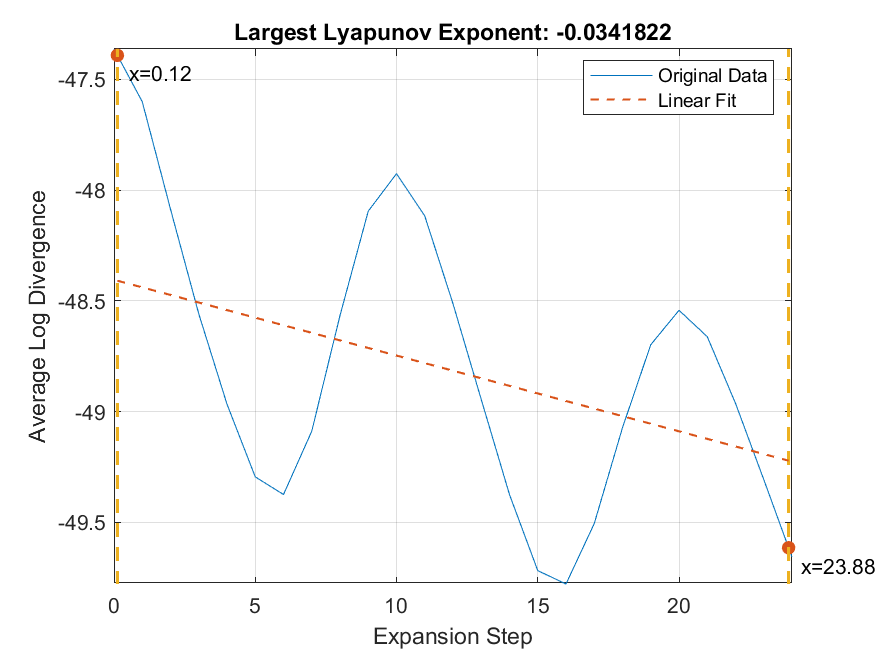 Largest Lyapunov Exponent: -0.0341822
Original Data
Linear Fit
x=0.12
x=23.88
-47.5
-48
-48.5
-49
-49.5
Average Log Divergence
0 5 10 15 20
Expansion Step